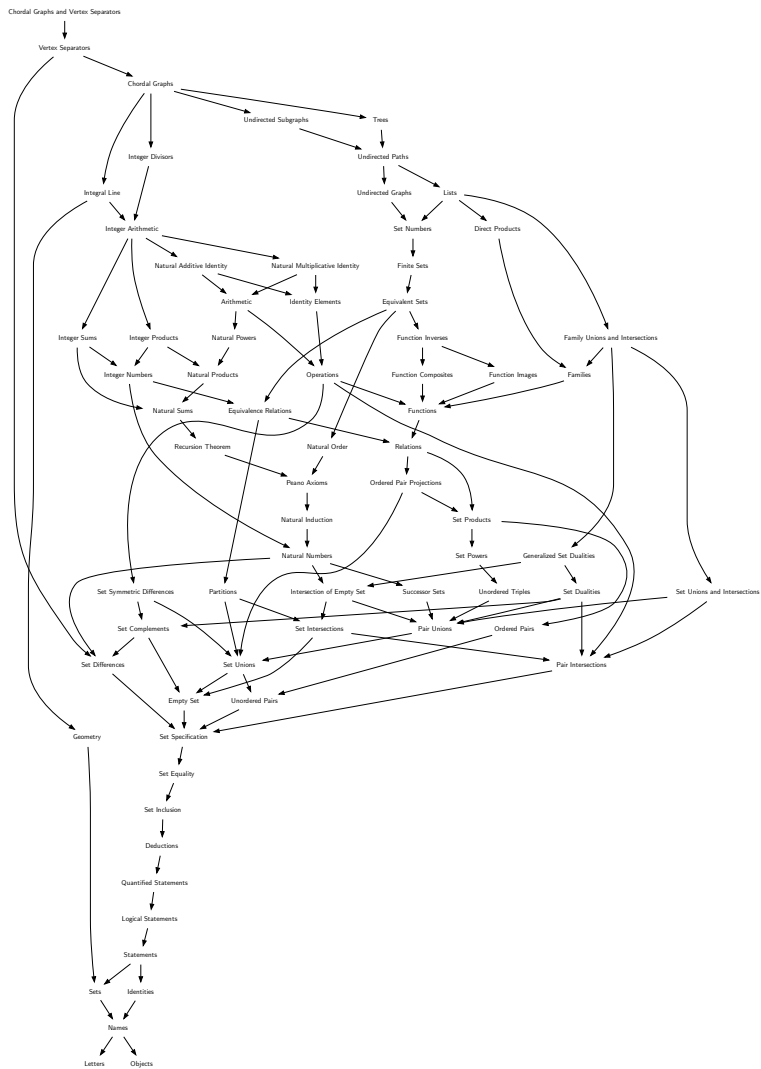 Chordal Graphs and Vertex Separators
Vertex Separators
Chordal Graphs
Undirected Subgraphs
Trees
Integer Divisors
Undirected Paths
Integral Line
Undirected Graphs
Lists
Integer Arithmetic
Set Numbers
Direct Products
Natural Additive Identity
Natural Multiplicative Identity
Finite Sets
Arithmetic
Identity Elements
Equivalent Sets
Integer Sums
Integer Products
Natural Powers
Function Inverses
Family Unions and Intersections
Integer Numbers
Natural Products
Operations
Function Composites
Function Images
Families
Natural Sums
Equivalence Relations
Functions
Recursion Theorem
Natural Order
Relations
Peano Axioms
Ordered Pair Projections
Natural Induction
Set Products
Natural Numbers
Set Powers
Generalized Set Dualities
Set Symmetric Differences
Partitions
Intersection of Empty Set
Successor Sets
Unordered Triples
Set Dualities
Set Unions and Intersections
Set Complements
Set Intersections
Pair Unions
Ordered Pairs
Set Differences
Set Unions
Pair Intersections
Empty Set
Unordered Pairs
Geometry
Set Specification
Set Equality
Set Inclusion
Deductions
Quantified Statements
Logical Statements
Statements
Sets
Identities
Names
Letters
Objects